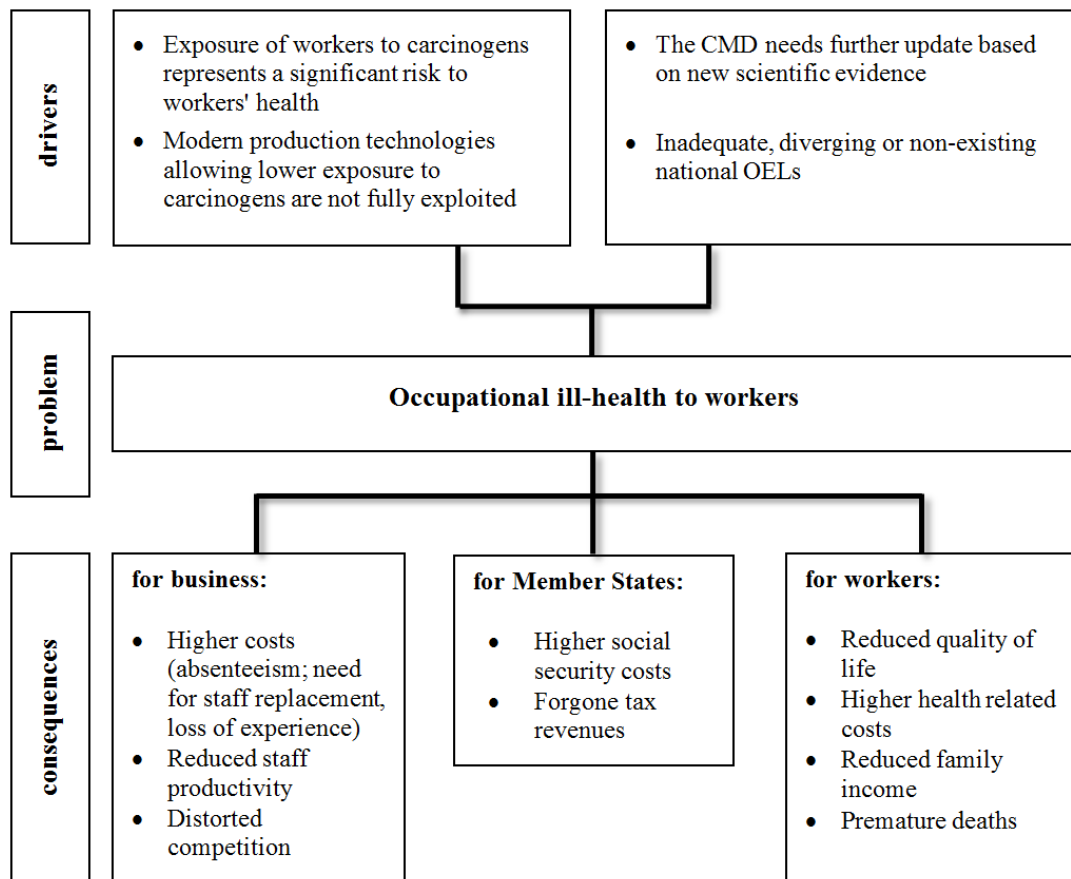 drivers
• Exposure of workers to carcinogens
represents a significant risk to
workers' health
• Modern production technologies
allowing lower exposure to
carcinogens are not fully exploited
• The CMD needs further update based
on new scientific evidence
• Inadequate, diverging or non-existing
national OELs
problem
Occupational ill-health to workers
consequences
for business:
• Higher costs
(absenteeism; need
for staff replacement,
loss of experience)
• Reduced staff
productivity
• Distorted
competition
for Member States:
• Higher social
security costs
• Forgone tax
revenues
for workers:
• Reduced quality of
life
• Higher health related
costs
• Reduced family
income
• Premature deaths